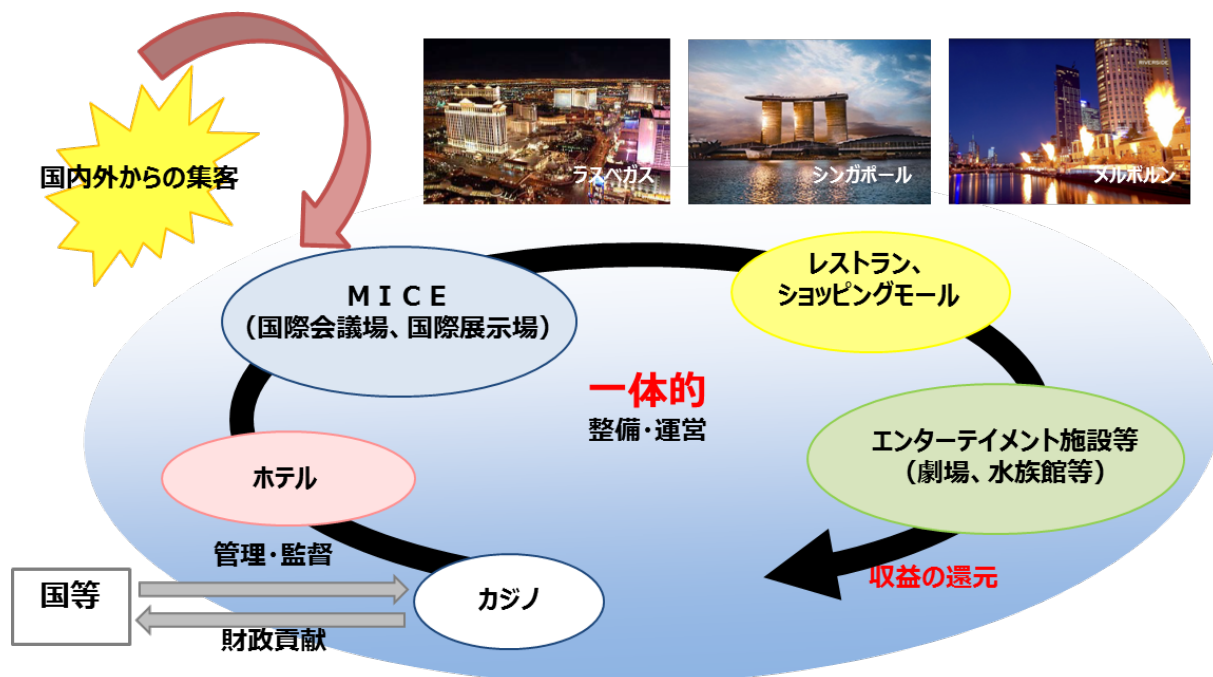 国内外からの集客
ラスベガス
シンガポール
RIVERSIDE
メルボルン
ＭＩＣＥ
（国際会議場、国際展示場）
レストラン、
ショッピングモール
一体的
整備・運営
エンターテイメント施設等
（劇場、水族館等）
ホテル
管理・監督
国等
カジノ
収益の還元
財政貢献